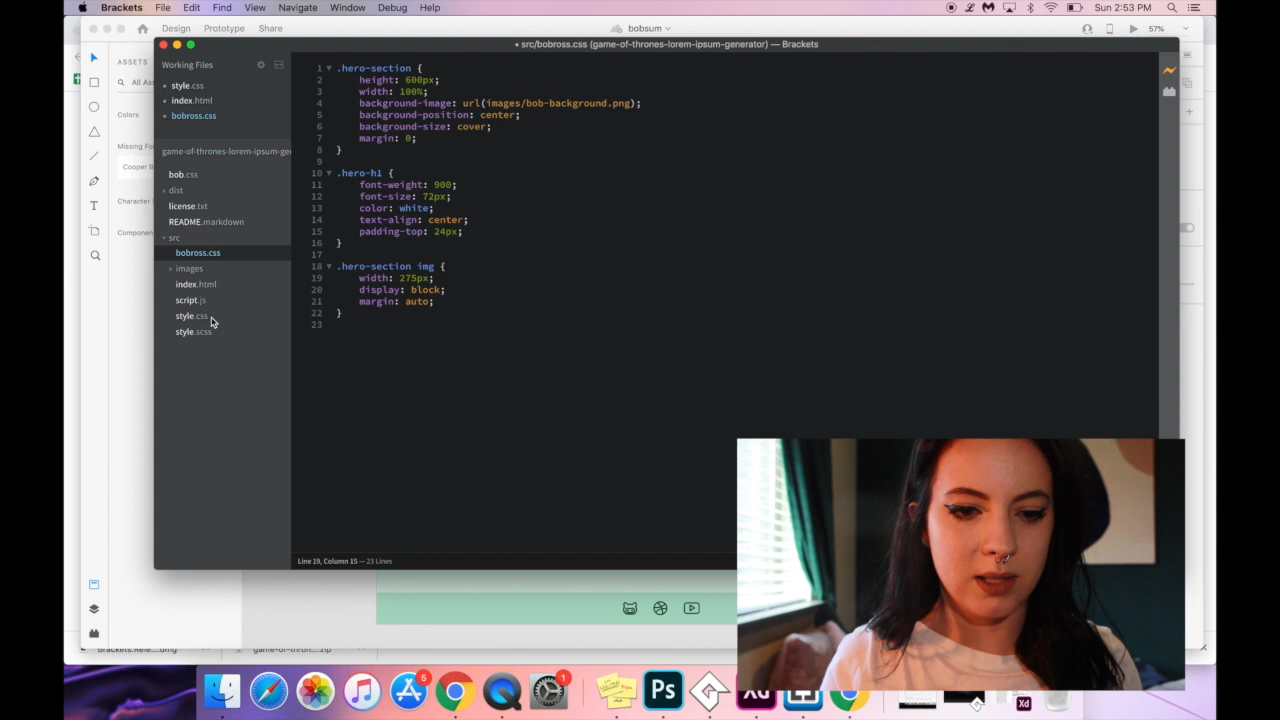 Brackets File Edit Find View Navigate Window Debug Help
Sun 2:53 PM
Design Prototype Share
bobsum
57%
• src/bobross.css (game-of-thrones-lorem-ipsum-generator) — Brackets
ASSETS
Colors
Character
Working Files
style.css
index.html
bobross.css
game-of-thrones-lorem-ipsum-ge
bob.css
dist
license.txt
README.markdown
src
bobross.css
images
index.html
script.js
style.css
style.scss
1 .hero-section {
2 height: 600px;
3 width: 100%;
4 background-image: url(images/bob-background.png);
5 background-position: center;
6 background-size: cover;
7 margin: 0;
8 }
9
10 .hero-h1 {
11 font-weight: 900;
12 font-size: 72px;
13 color: white;
14 text-align: center;
15 padding-top: 24px;
16 }
17
18 .hero-section img {
19 width: 275px;
20 display: block;
21 margin: auto;
22 }
23
Line 19, Column 15 — 23 Lines
5
1
Ps
Xd
Xd